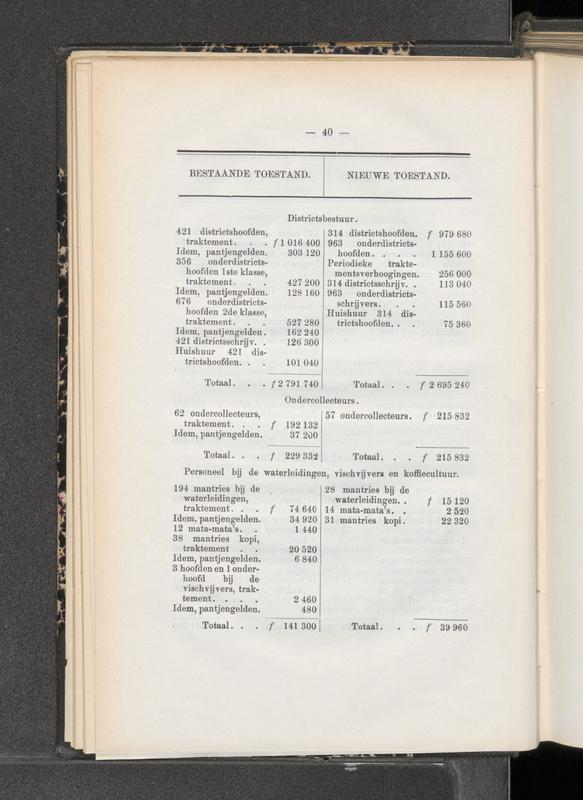 — 40 —
BESTAANDE TOESTAND. NIEUWE TOESTAND.
Districtsbestuur.
421 districtshoofden,
traktement. . . f 1 016 400
Idem, pantjengelden. 303 120
356 onderdistricts-
hoofden 1ste klasse,
traktement. . . 427 200
Idem, pantjengelden. 128 160
676 onderdistricts-
hoofden 2de klasse,
traktement. . . 527 280
Idem, pantjengelden. 162 240
421 districtsschrijv. . 126 300
Huishuur 421 dis-
trictshoofden. . . 101 040
Totaal. . . f 2 791 740
314 districtshoofden. f 979 680
963 onderdistricts-
hoofden. . . . 1 155 600
Periodieke trakte-
mentsverhoogingen. 256 000
314 districtsschrijv. . 113 040
963 onderdistricts-
schrijvers. . . 115 560
Huishuur 314 dis-
trictshoofden. . . 75 360
Totaal. . . f 2 695 240
Ondercollecteurs.
62 ondercollecteurs,
traktement. . . f 192 132
Idem, pantjengelden. 37 200
Totaal. . . f 229 332
57 ondercollecteurs. f 215 832
Totaal. . . f 215 832
Personeel bij de waterleidingen, vischvijvers en koffiecultuur.
194 mantries bij de
waterleidingen,
traktement. . . f 74 640
Idem, pantjengelden. 34 920
12 mata-mata's. . 1 440
38 mantries kopi,
traktement . . 20 520
Idem, pantjengelden. 6 840
3 hoofden en 1 onder-
hoofd bij de
vischvijvers, trak-
tement. . . . 2 460
Idem, pantjengelden. 480
Totaal. . . f 141 300
28 mantries bij de
waterleidingen. . f 15 120
14 mata-mata's. . 2 520
31 mantries kopi. 22 320
Totaal. . . f 39 960